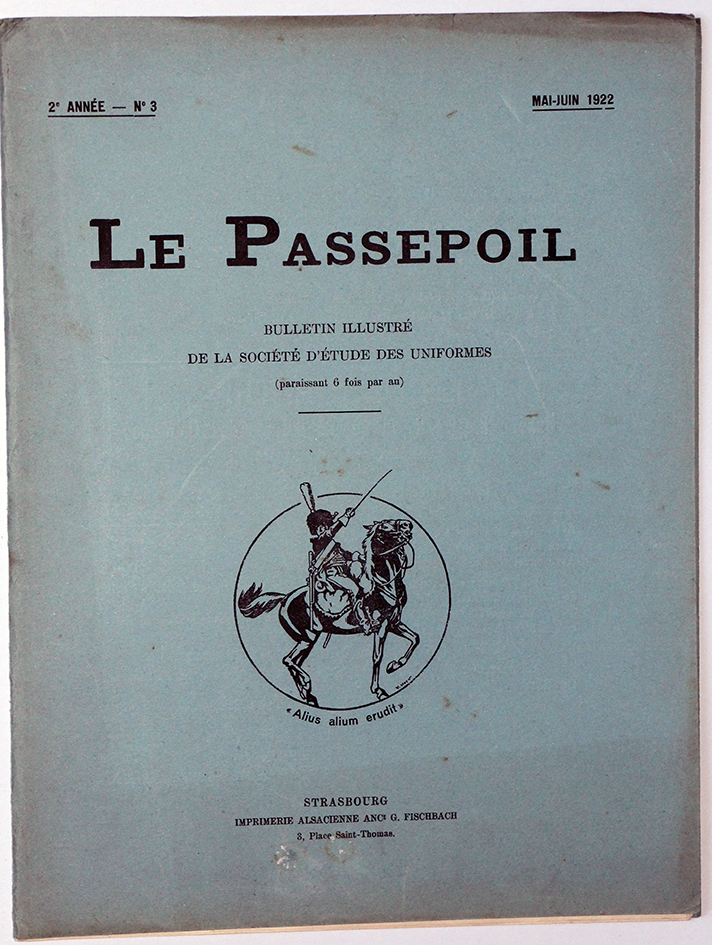 2e ANNÉE — No 3
MAI-JUIN 1922
LE PASSEPOIL
BULLETIN ILLUSTRÉ
DE LA SOCIÉTÉ D'ÉTUDE DES UNIFORMES
(paraissant 6 fois par an)
« Alius alium erudit »
STRASBOURG
IMPRIMERIE ALSACIENNE ANCt G. FISCHBACH
3, Place Saint-Thomas.